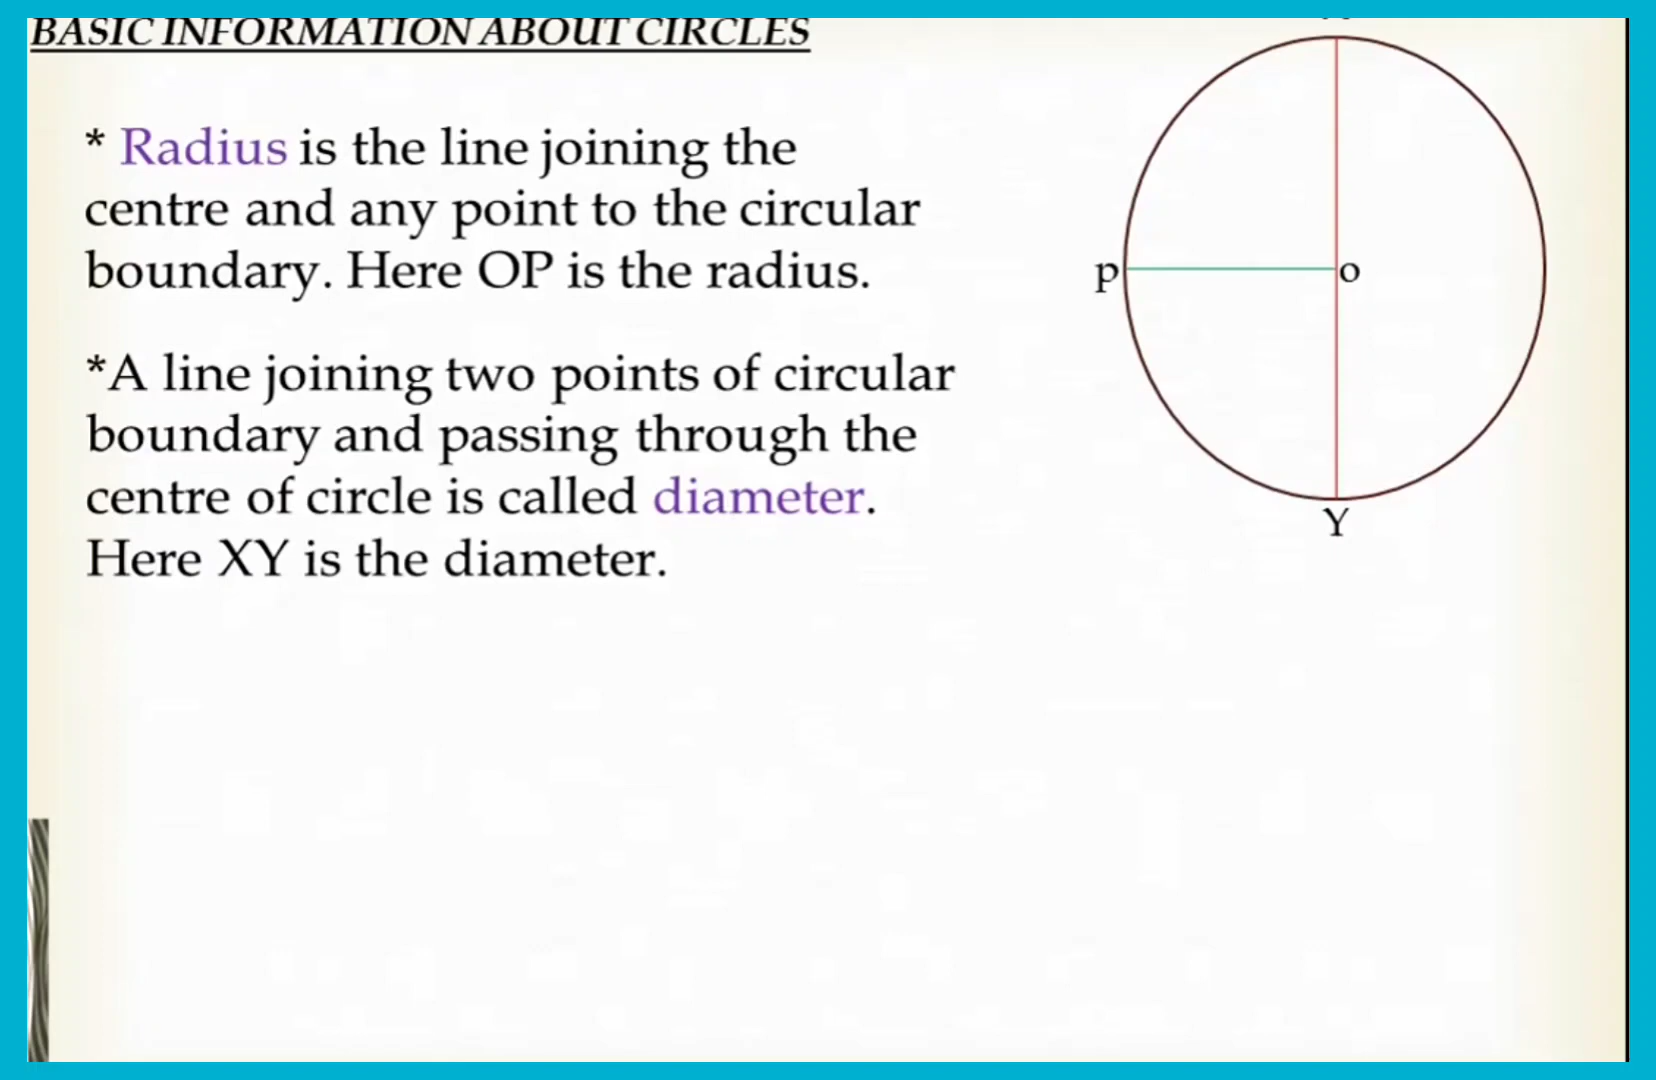 BASIC INFORMATION ABOUT CIRCLES
* Radius is the line joining the
centre and any point to the circular
boundary. Here OP is the radius.
*A line joining two points of circular
boundary and passing through the
centre of circle is called diameter.
Here XY is the diameter.
p
o
Y